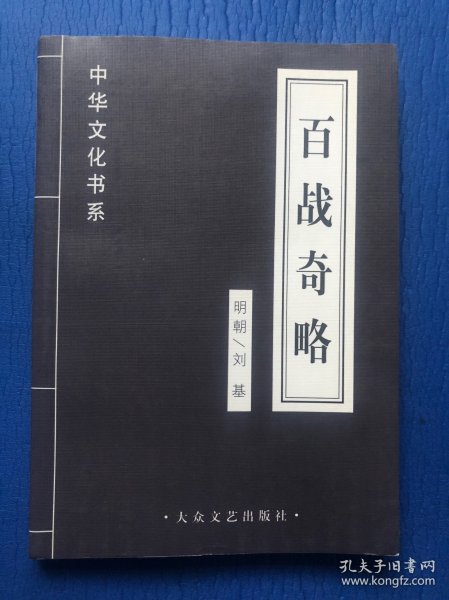 中华文化书系
百战奇略
明朝/刘基
·大众文艺出版社·
孔夫子旧书网
www.kongfz.com